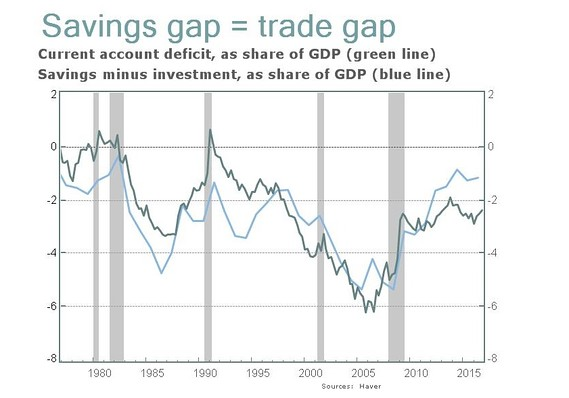 Savings gap = trade gap
Current account deficit, as share of GDP (green line)
Savings minus investment, as share of GDP (blue line)
2 2
0 0
-2 -2
-4 -4
-6 -6
-8 -8
1980 1985 1990 1995 2000 2005 2010 2015
Sources: Haver